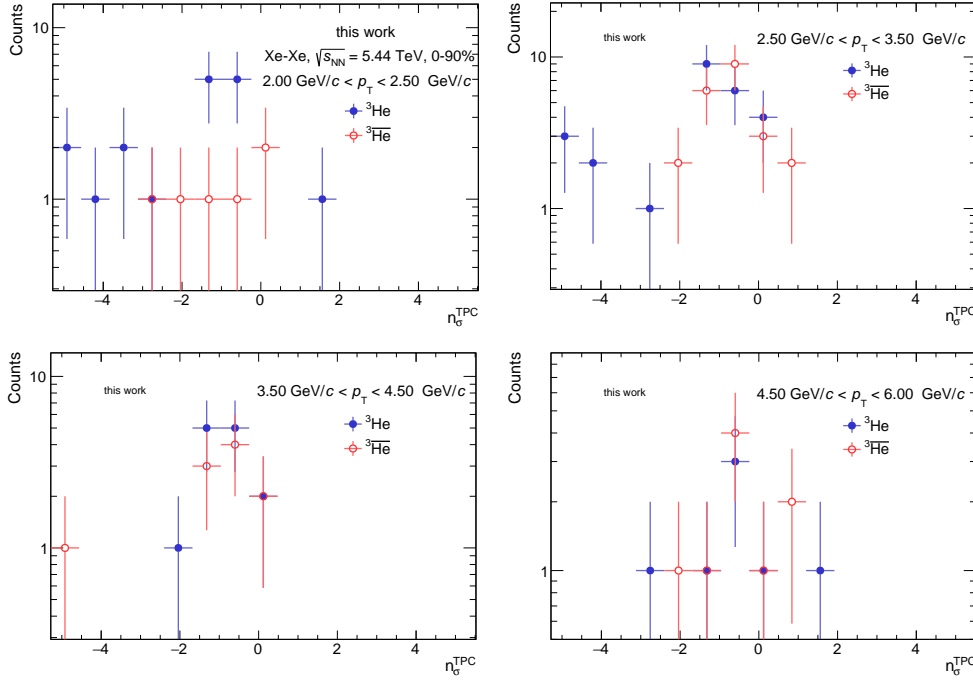 Counts
10
1
this work
Xe-Xe, √sNN = 5.44 TeV, 0-90%
2.00 GeV/c < pT < 2.50 GeV/c
³He
³H̅e̅
−4 −2 0 2 4
nσTPC
Counts
10
1
this work
2.50 GeV/c < pT < 3.50 GeV/c
³He
³H̅e̅
−4 −2 0 2 4
nσTPC
Counts
10
1
this work
3.50 GeV/c < pT < 4.50 GeV/c
³He
³H̅e̅
−4 −2 0 2 4
nσTPC
Counts
1
this work
4.50 GeV/c < pT < 6.00 GeV/c
³He
³H̅e̅
−4 −2 0 2 4
nσTPC